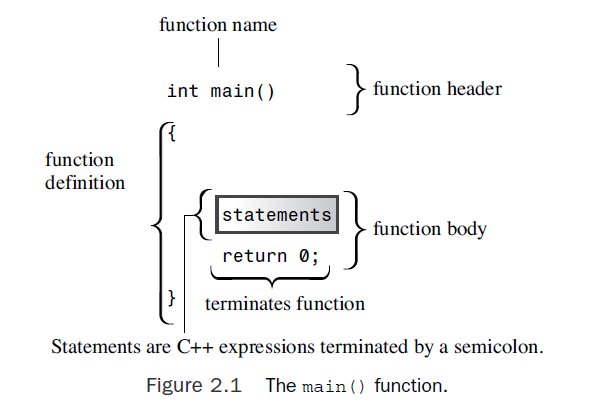 function name
int main()
function header
{
function
definition
statements
function body
return 0;
}
terminates function
Statements are C++ expressions terminated by a semicolon.
Figure 2.1 The main() function.